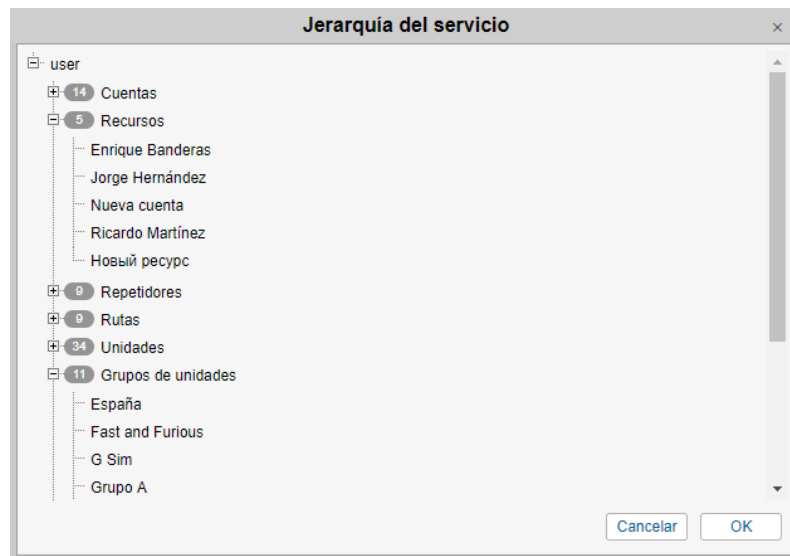 Jerarquía del servicio ×
user
14 Cuentas
5 Recursos
Enrique Banderas
Jorge Hernández
Nueva cuenta
Ricardo Martínez
Новый ресурс
9 Repetidores
9 Rutas
34 Unidades
11 Grupos de unidades
España
Fast and Furious
G Sim
Grupo A
Cancelar OK